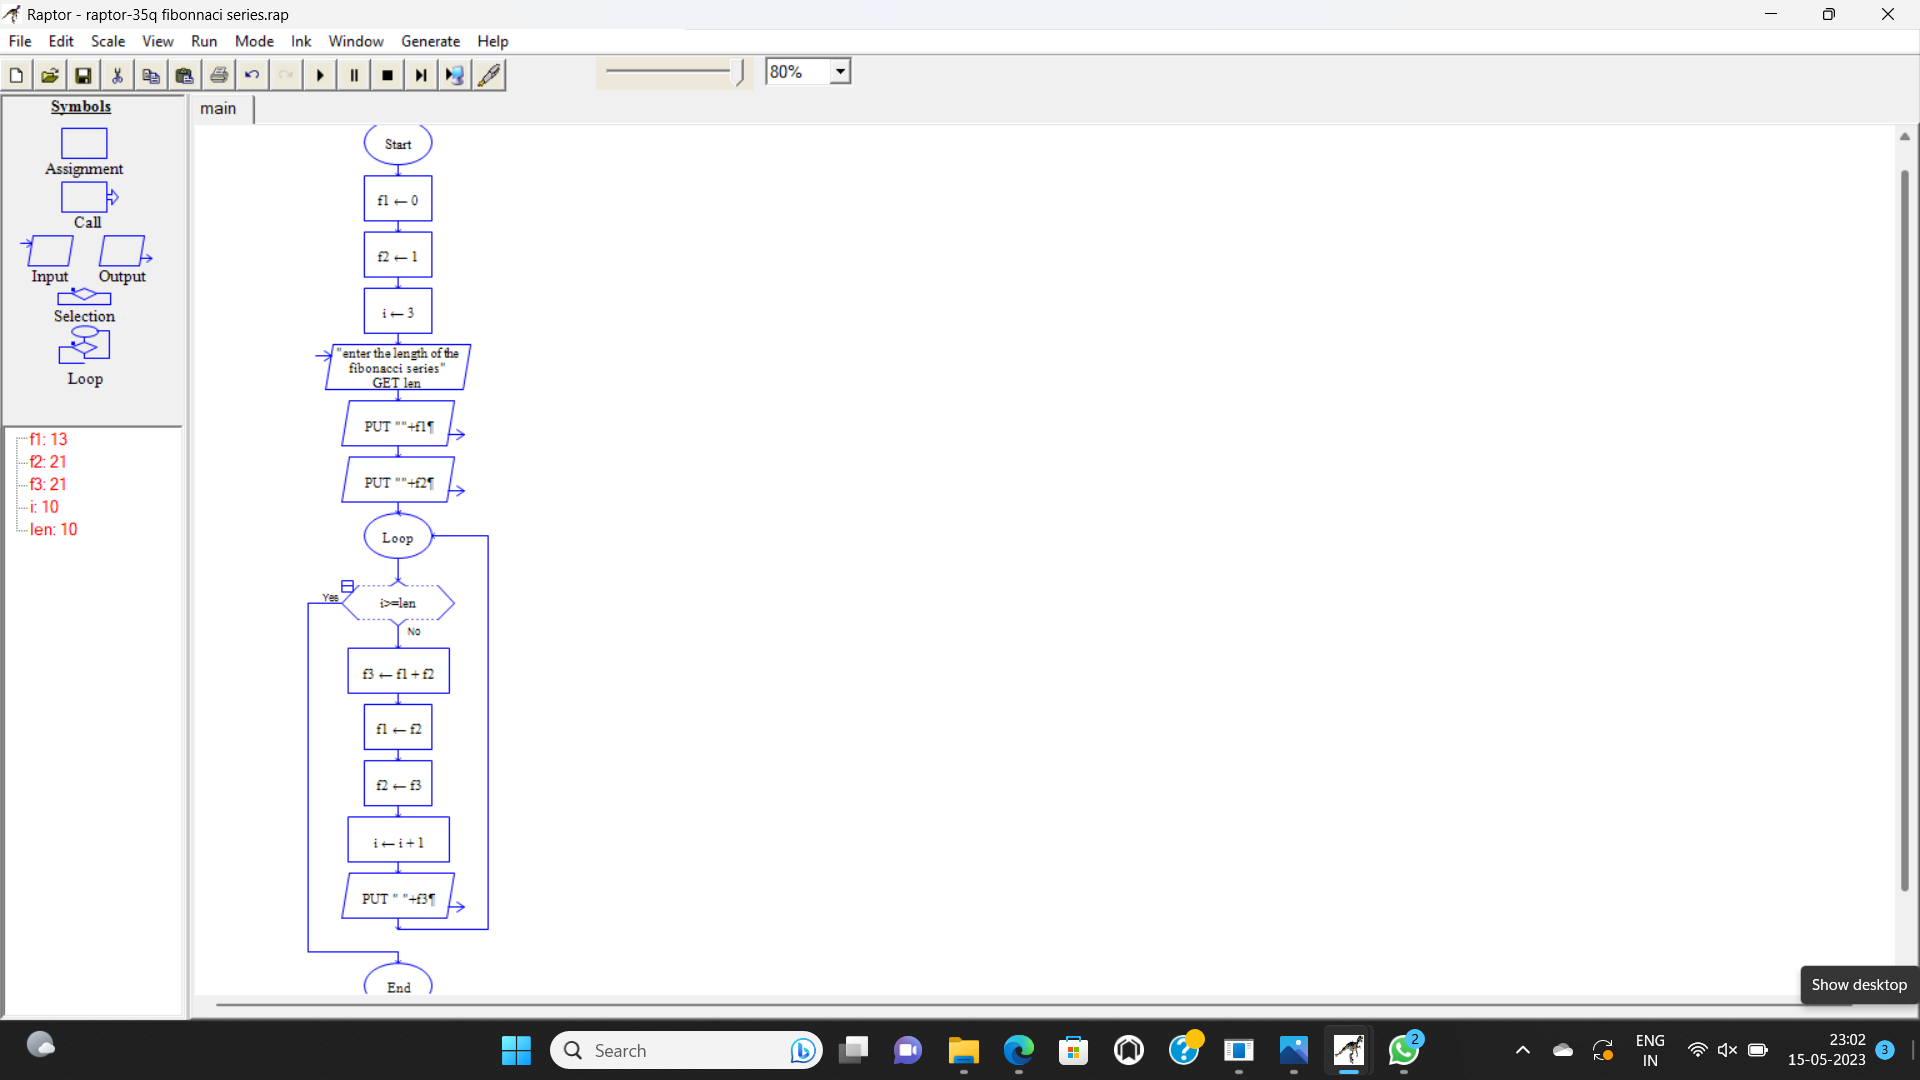 Raptor - raptor-35q fibonnaci series.rap
File Edit Scale View Run Mode Ink Window Generate Help
80%
Symbols
Assignment
Call
Input Output
Selection
Loop
f1: 13
f2: 21
f3: 21
i: 10
len: 10
main
Start
f1 ← 0
f2 ← 1
i ← 3
"enter the length of the
fibonacci series"
GET len
PUT ""+f1¶
PUT ""+f2¶
Loop
Yes
i>=len
No
f3 ← f1 + f2
f1 ← f2
f2 ← f3
i ← i + 1
PUT " "+f3¶
End
Show desktop
Search
2
ENG
IN
23:02
15-05-2023
3